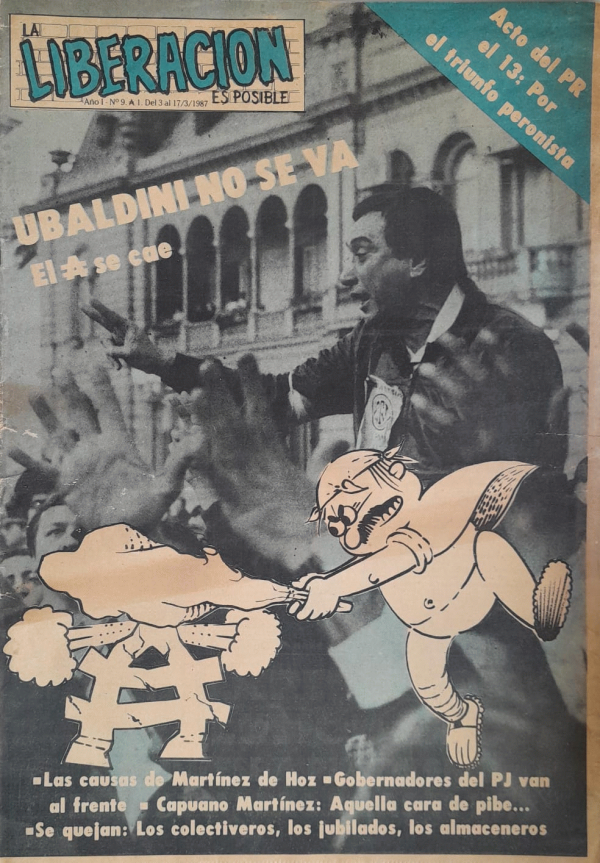 LA
LIBERACION
ES POSIBLE
Año I - Nº 9. ₳ 1. Del 3 al 17/3/1987
Acto del PR
el 13: Por
el triunfo peronista
UBALDINI NO SE VA
El ₳ se cae
▪Las causas de Martínez de Hoz ▪Gobernadores del PJ van
al frente ▪ Capuano Martínez: Aquella cara de pibe...
▪Se quejan: Los colectiveros, los jubilados, los almaceneros